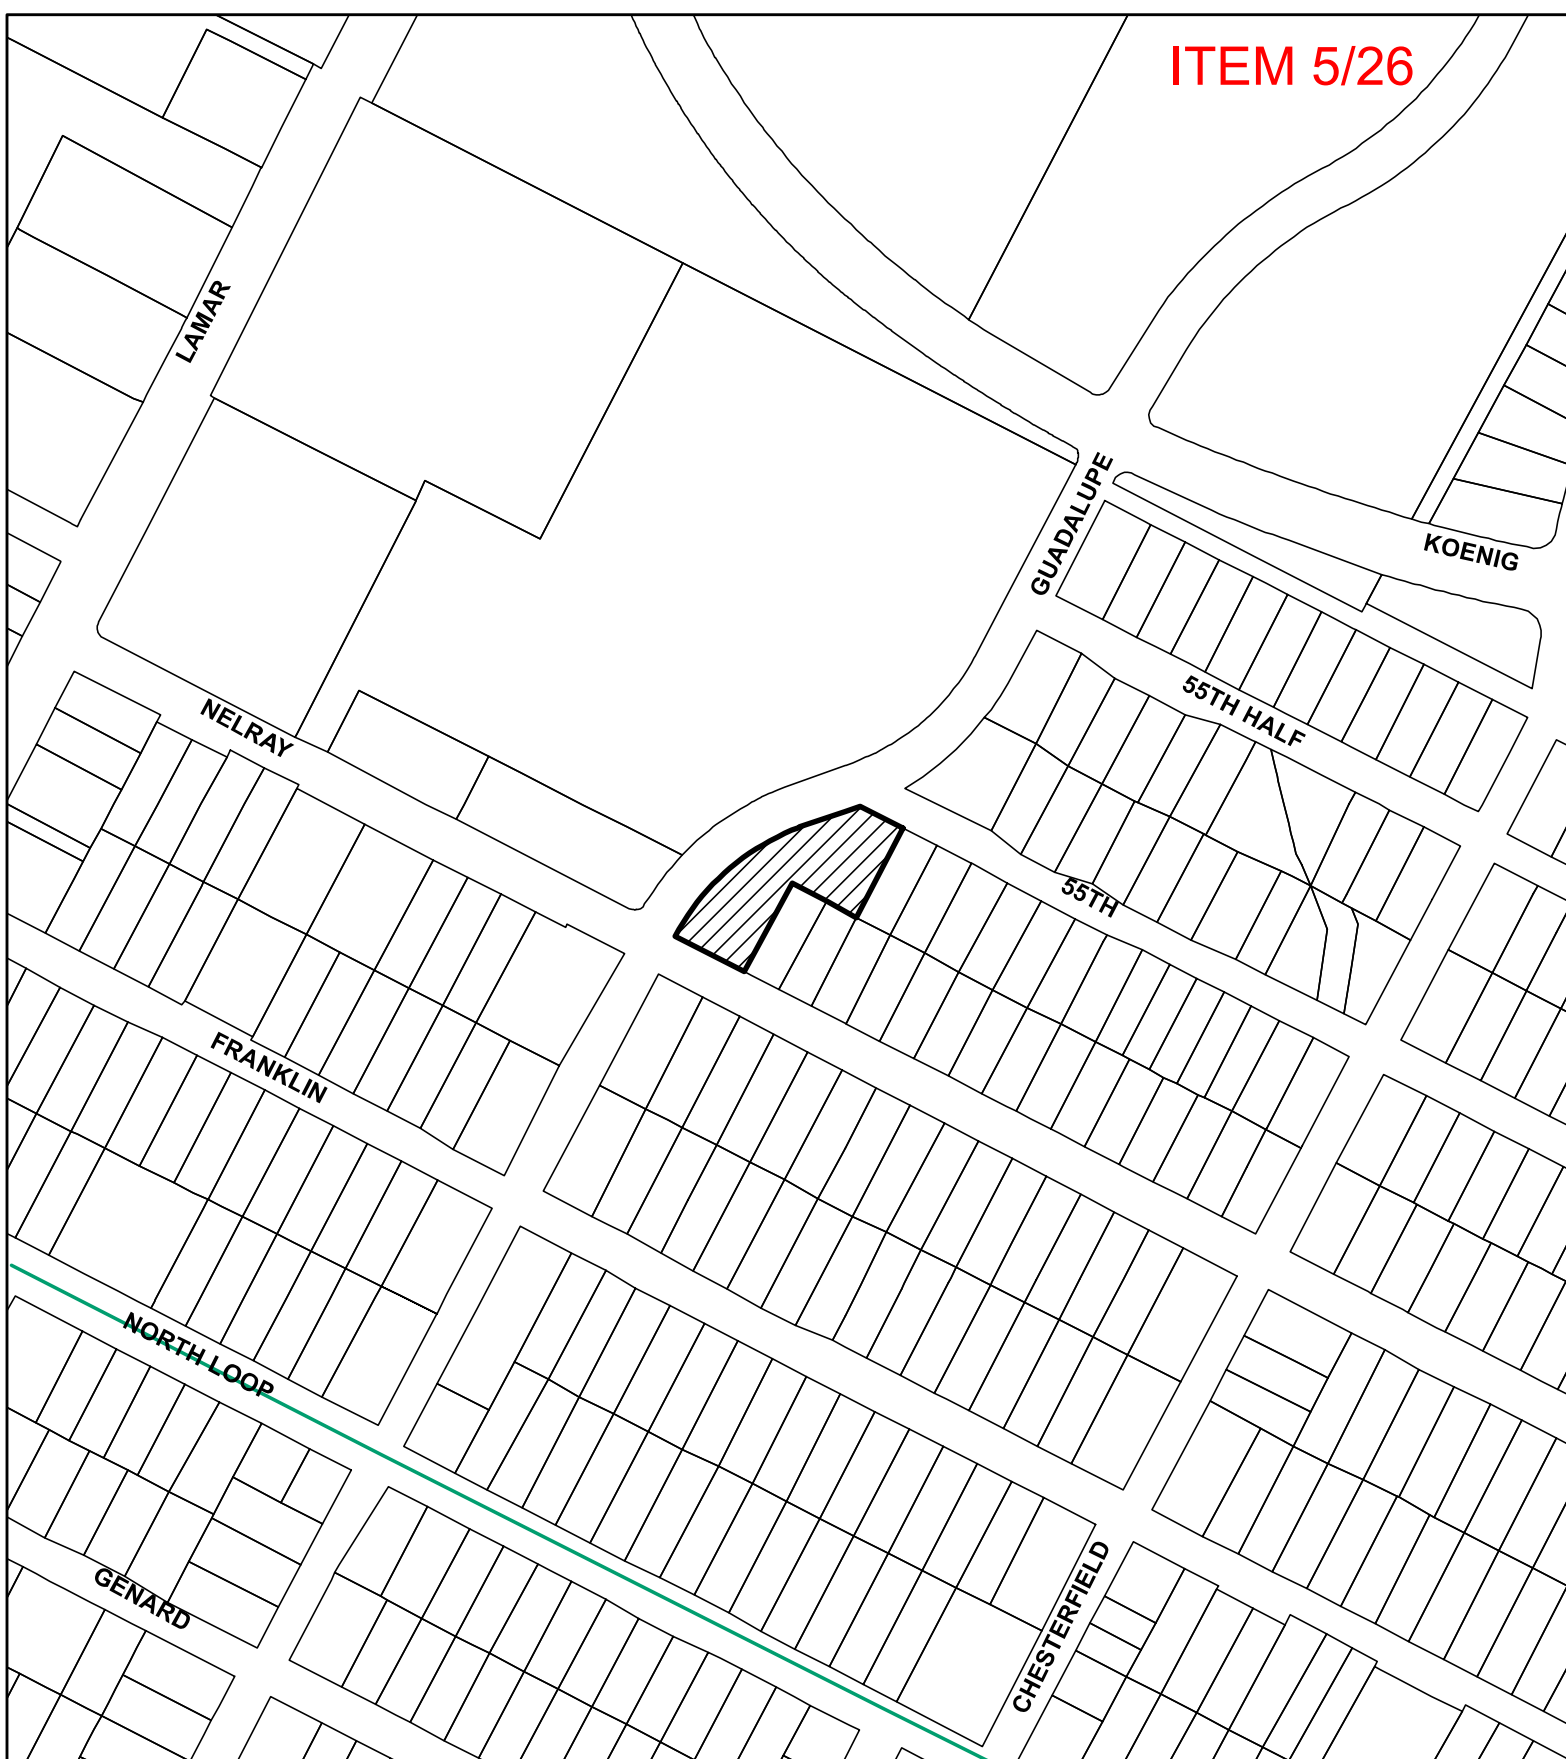 ITEM 5/26
LAMAR
GUADALUPE
KOENIG
55TH HALF
NELRAY
55TH
FRANKLIN
NORTH LOOP
CHESTERFIELD
GENARD